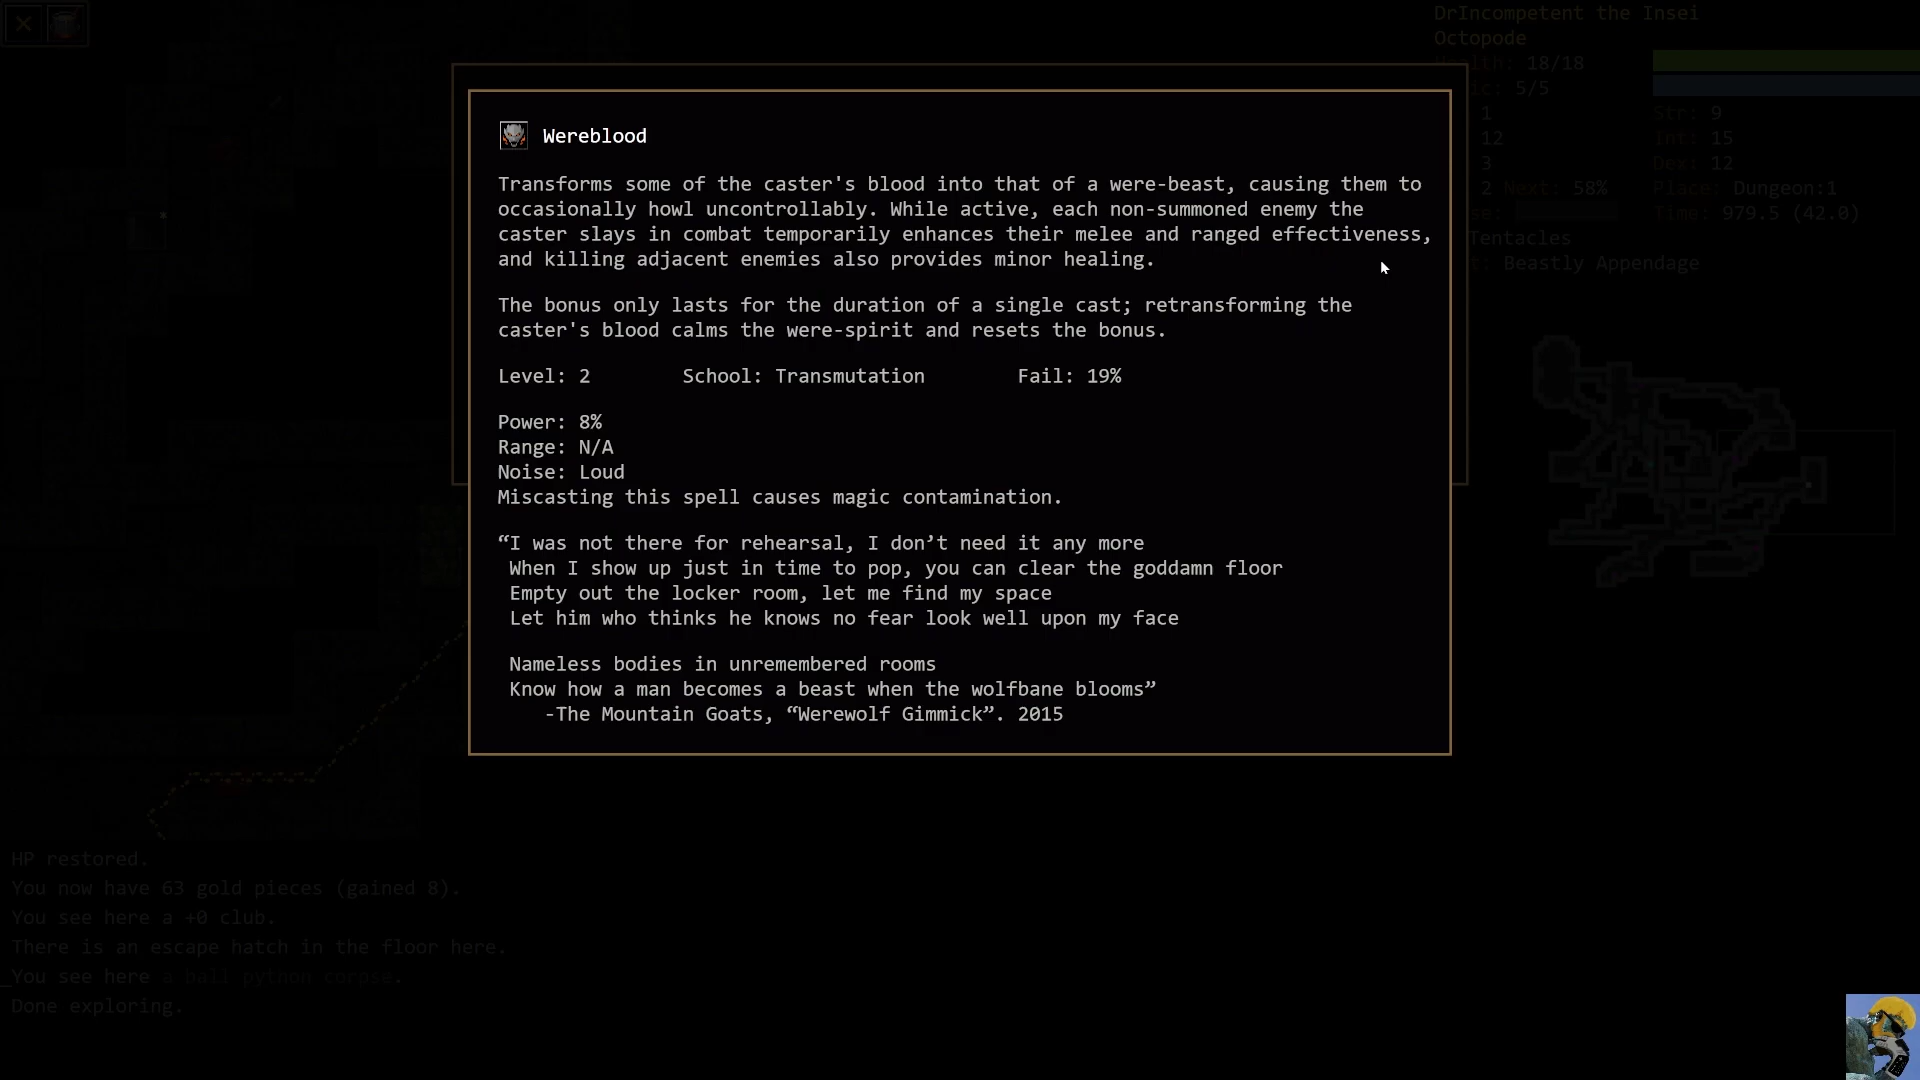 DrIncompetent the Insei
Octopode
Health: 18/18
5/5
1
Str: 9
12
Int: 15
3
Dex: 12
2 Next: 58% Place: Dungeon:1
Time: 979.5 (42.0)
Tentacles
Beastly Appendage
Wereblood
Transforms some of the caster's blood into that of a were-beast, causing them to
occasionally howl uncontrollably. While active, each non-summoned enemy the
caster slays in combat temporarily enhances their melee and ranged effectiveness,
and killing adjacent enemies also provides minor healing.
The bonus only lasts for the duration of a single cast; retransforming the
caster's blood calms the were-spirit and resets the bonus.
Level: 2 School: Transmutation Fail: 19%
Power: 8%
Range: N/A
Noise: Loud
Miscasting this spell causes magic contamination.
“I was not there for rehearsal, I don’t need it any more
When I show up just in time to pop, you can clear the goddamn floor
Empty out the locker room, let me find my space
Let him who thinks he knows no fear look well upon my face
Nameless bodies in unremembered rooms
Know how a man becomes a beast when the wolfbane blooms”
-The Mountain Goats, “Werewolf Gimmick”. 2015
HP restored.
You now have 63 gold pieces (gained 8).
You see here a +0 club.
There is an escape hatch in the floor here.
_You see here a ball python corpse.
Done exploring.